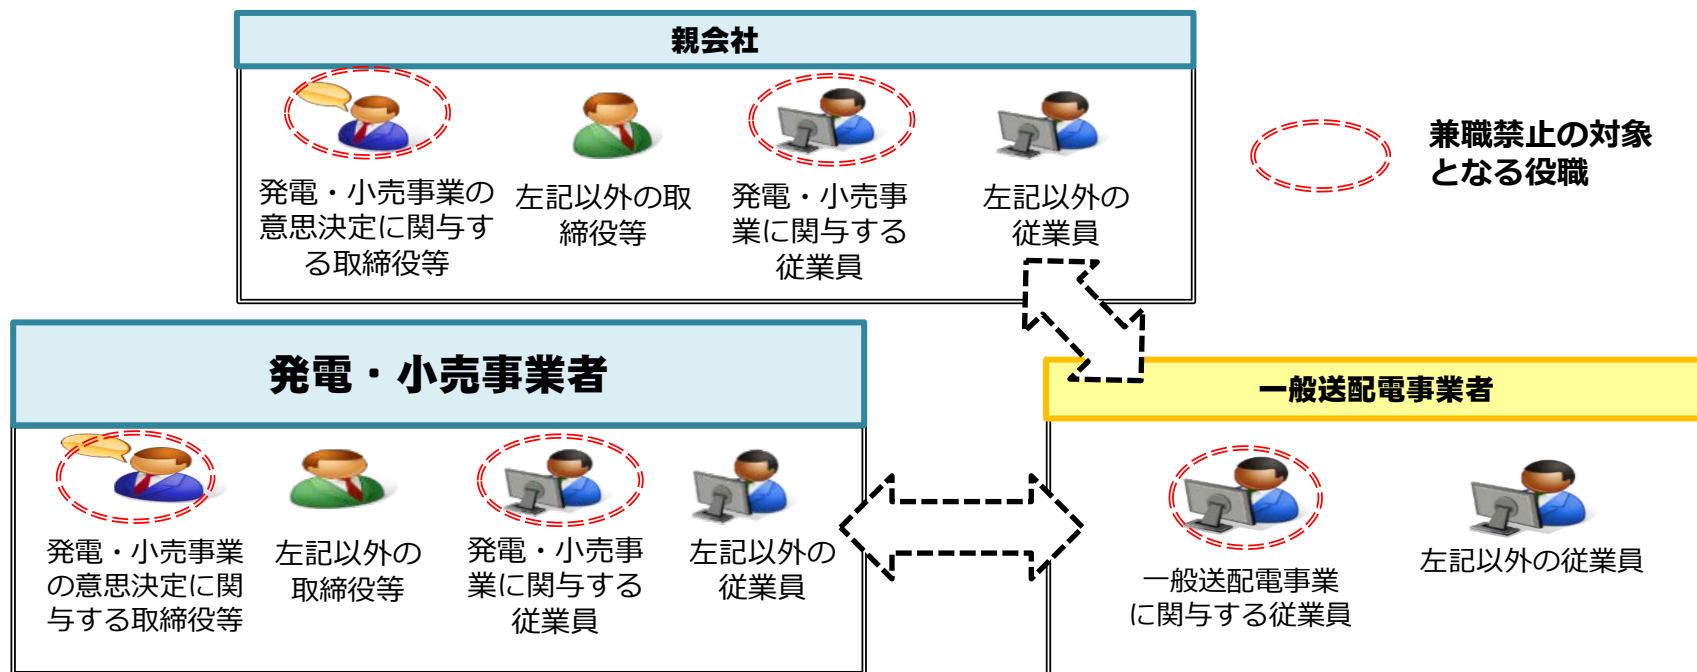 親会社
発電・小売事業の
意思決定に関与す
る取締役等
左記以外の取
締役等
発電・小売事
業に関与する
従業員
左記以外の
従業員
兼職禁止の対象
となる役職
発電・小売事業者
発電・小売事業
の意思決定に関
与する取締役等
左記以外の
取締役等
発電・小売事
業に関与する
従業員
左記以外の
従業員
一般送配電事業者
一般送配電事業
に関与する従業員
左記以外の従業員